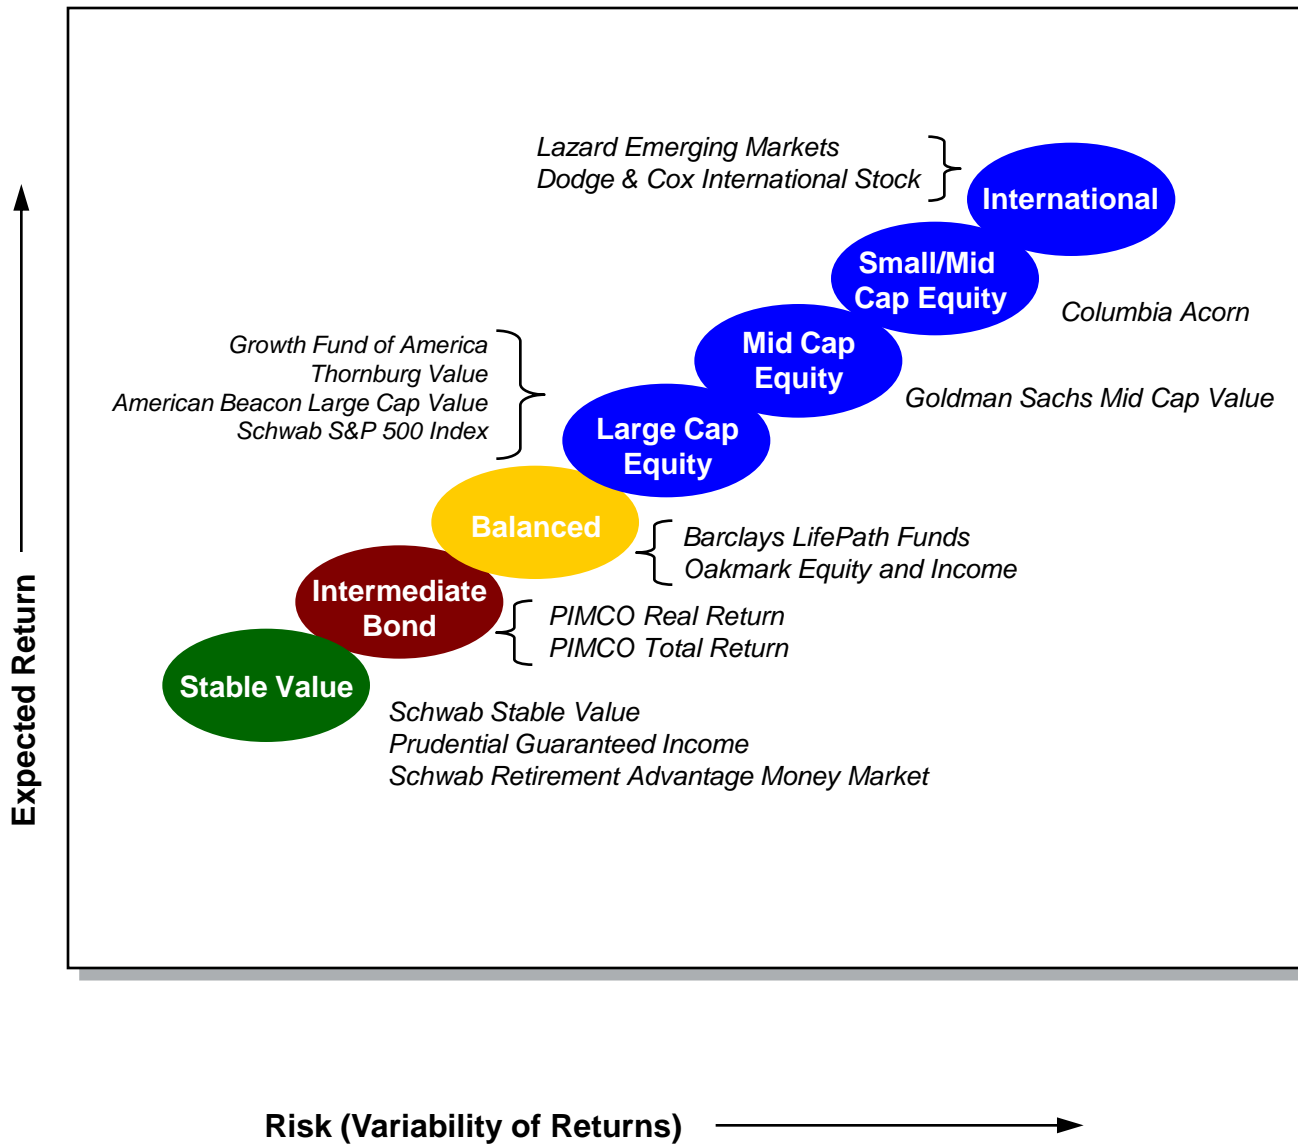 Lazard Emerging Markets
Dodge & Cox International Stock
International
Small/Mid
Cap Equity
Columbia Acorn
Mid Cap
Equity
Goldman Sachs Mid Cap Value
Growth Fund of America
Thornburg Value
American Beacon Large Cap Value
Schwab S&P 500 Index
Large Cap
Equity
Balanced
Barclays LifePath Funds
Oakmark Equity and Income
Intermediate
Bond
PIMCO Real Return
PIMCO Total Return
Stable Value
Schwab Stable Value
Prudential Guaranteed Income
Schwab Retirement Advantage Money Market
Expected Return
Risk (Variability of Returns)